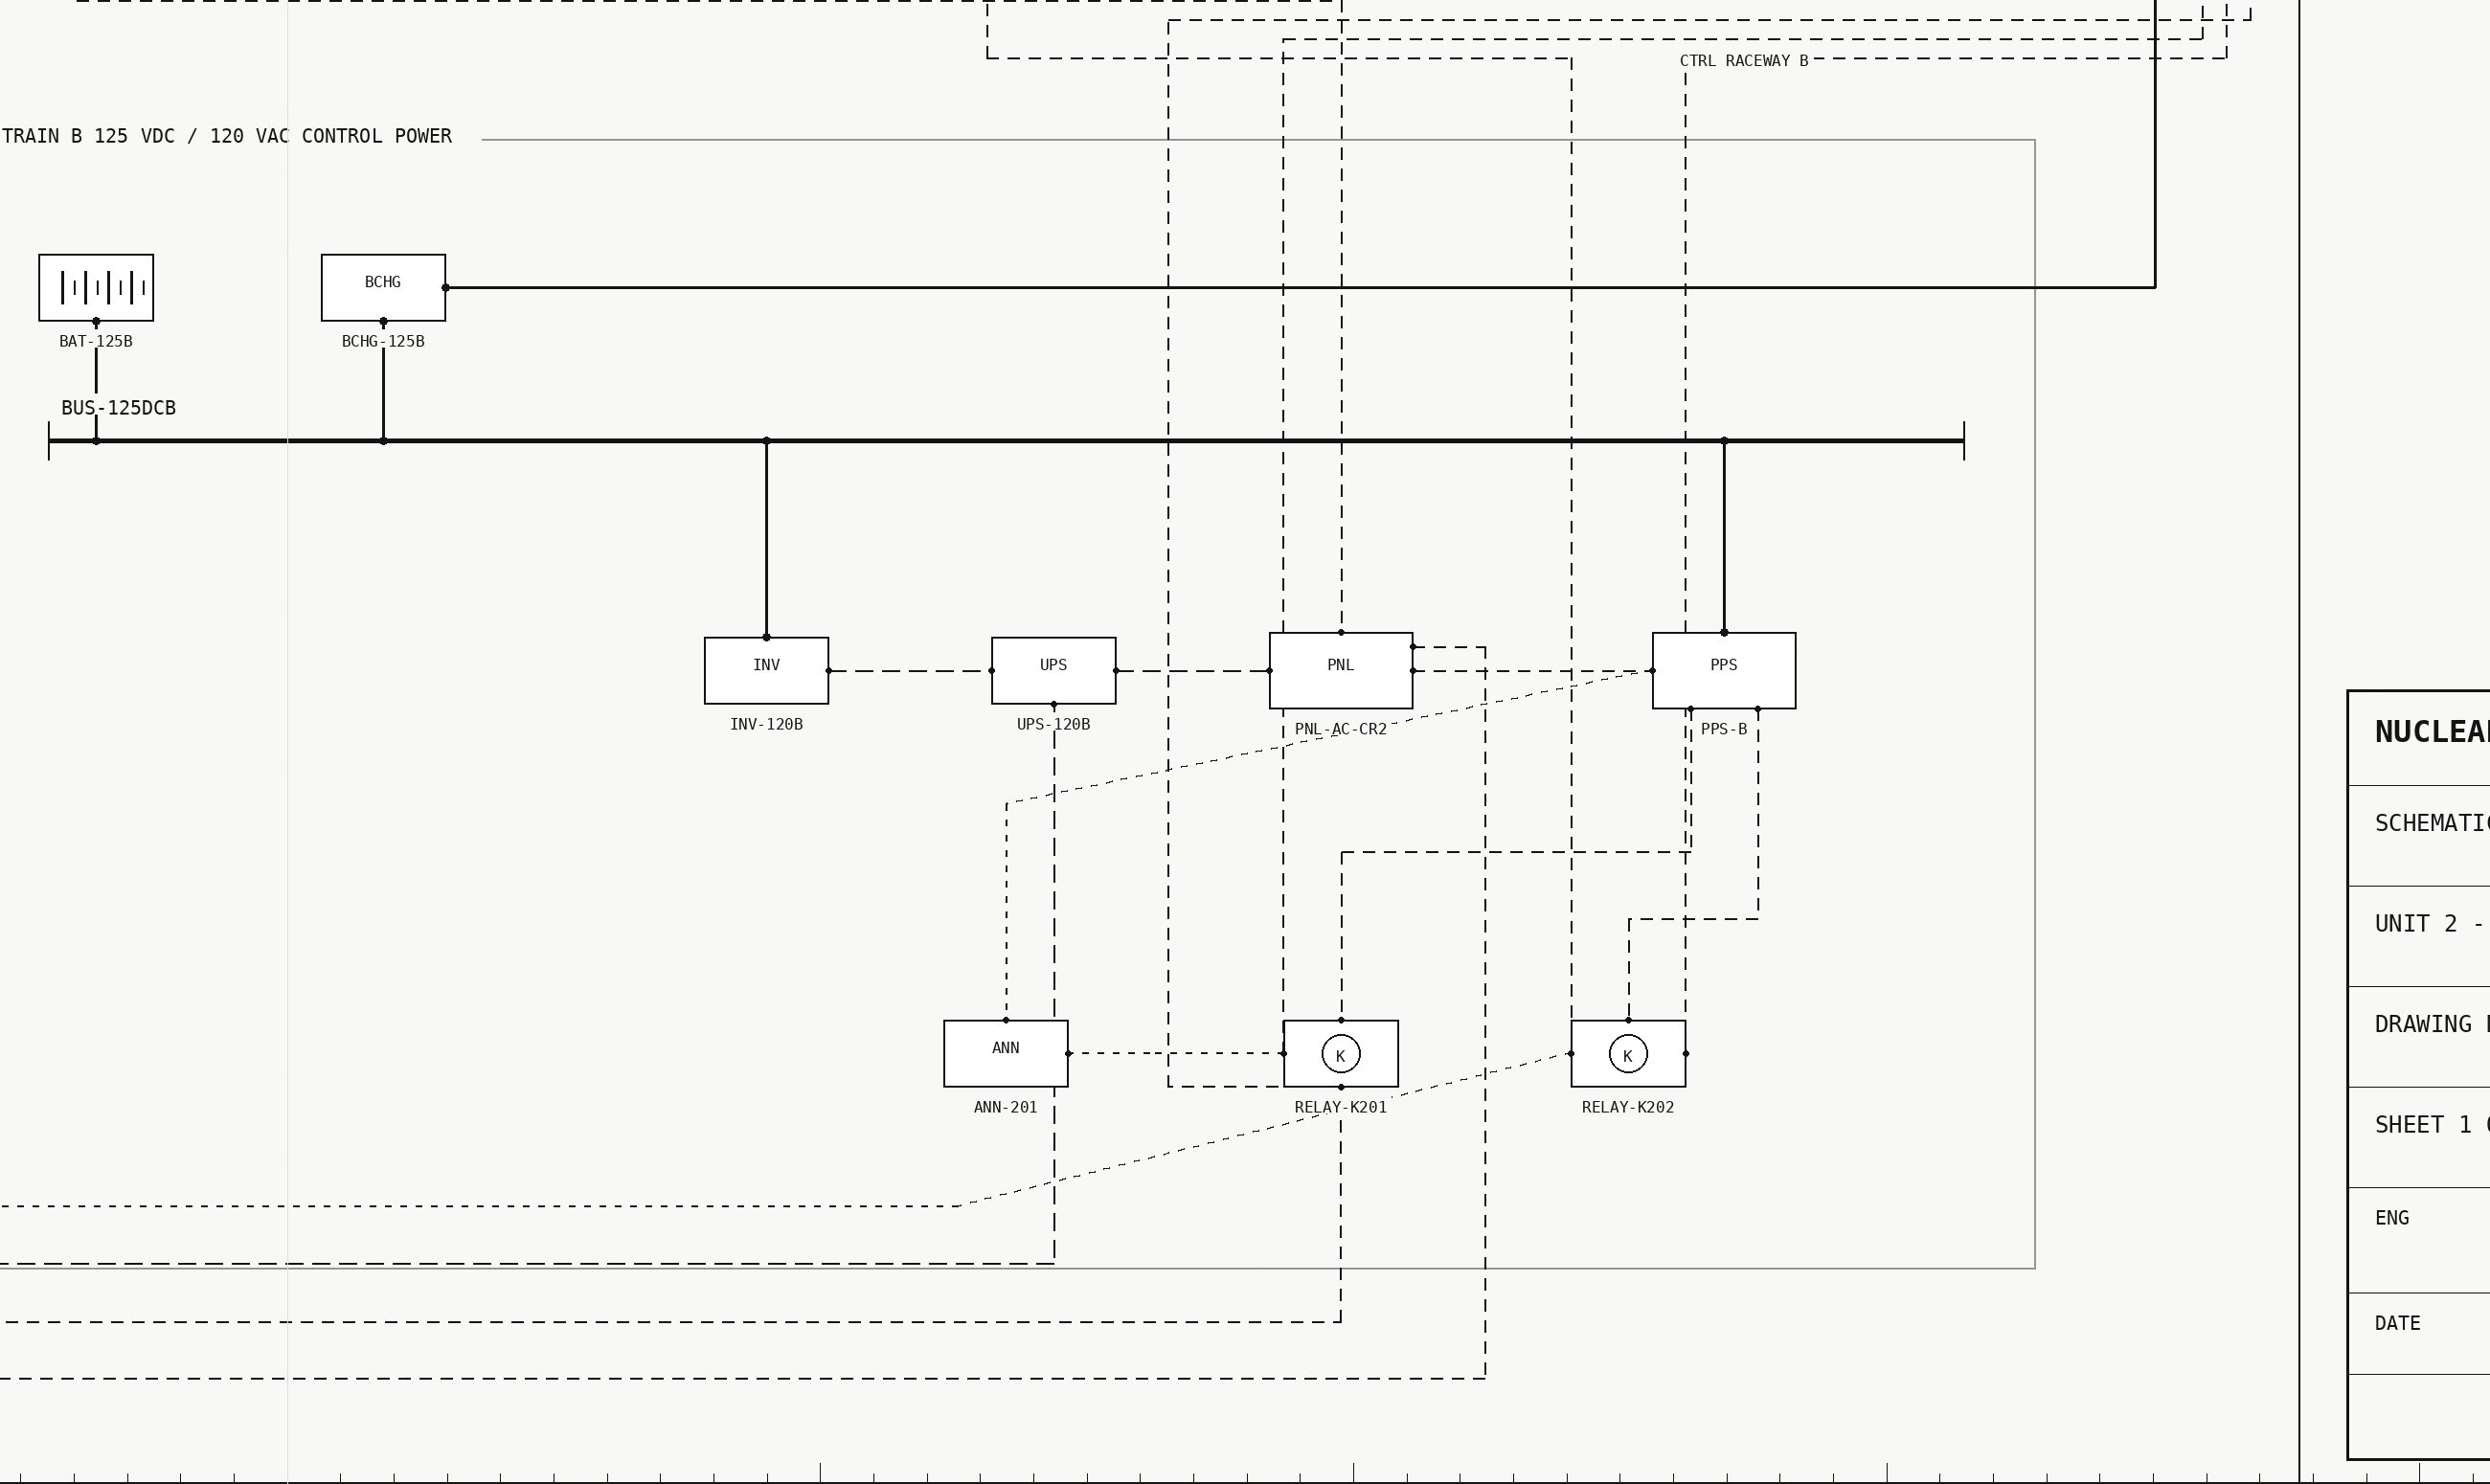 CTRL RACEWAY B
TRAIN B 125 VDC / 120 VAC CONTROL POWER
BCHG
BAT-125B
BCHG-125B
BUS-125DCB
INV
UPS
PNL
PPS
INV-120B
UPS-120B
PNL-AC-CR2
PPS-B
ANN
K
K
ANN-201
RELAY-K201
RELAY-K202
NUCLEAR
SCHEMATIC
UNIT 2 -
DRAWING
SHEET 1
ENG
DATE